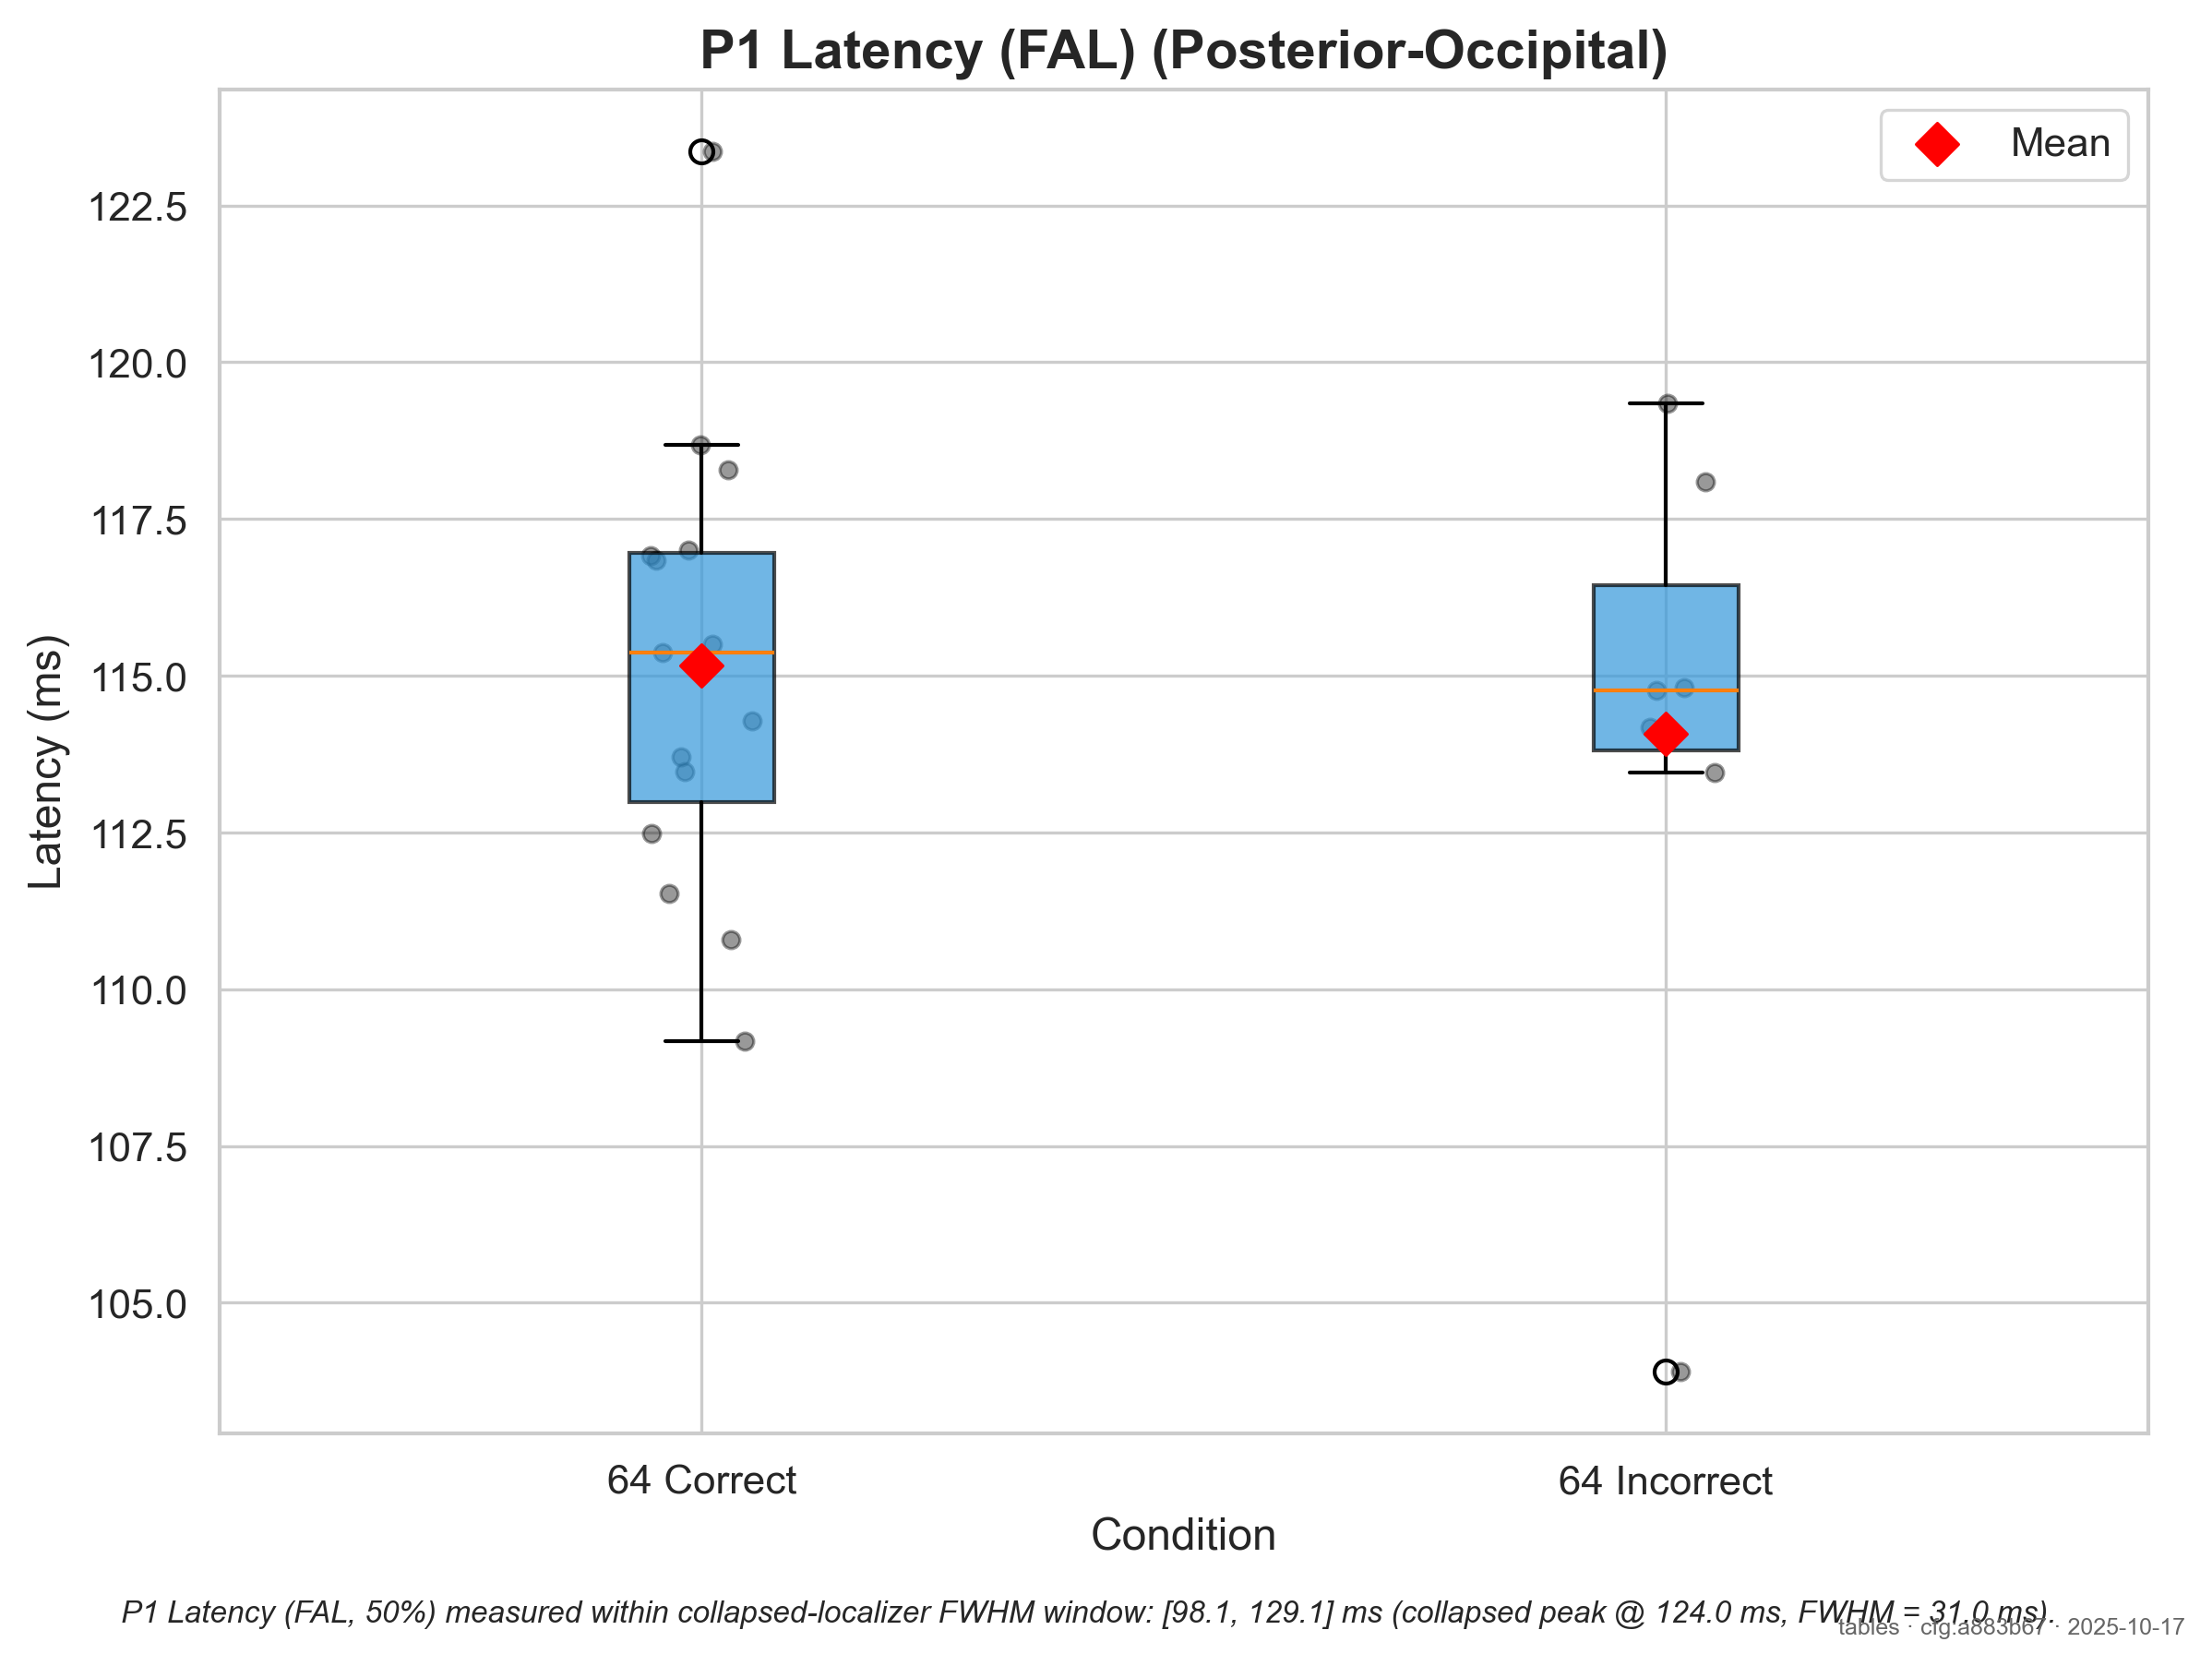 P1 Latency (FAL) (Posterior-Occipital)
Mean
Latency (ms)
122.5
120.0
117.5
115.0
112.5
110.0
107.5
105.0
64 Correct
64 Incorrect
Condition
P1 Latency (FAL, 50%) measured within collapsed-localizer FWHM window: [98.1, 129.1] ms (collapsed peak @ 124.0 ms, FWHM = 31.0 ms).
tables · cfg:a883b67 · 2025-10-17